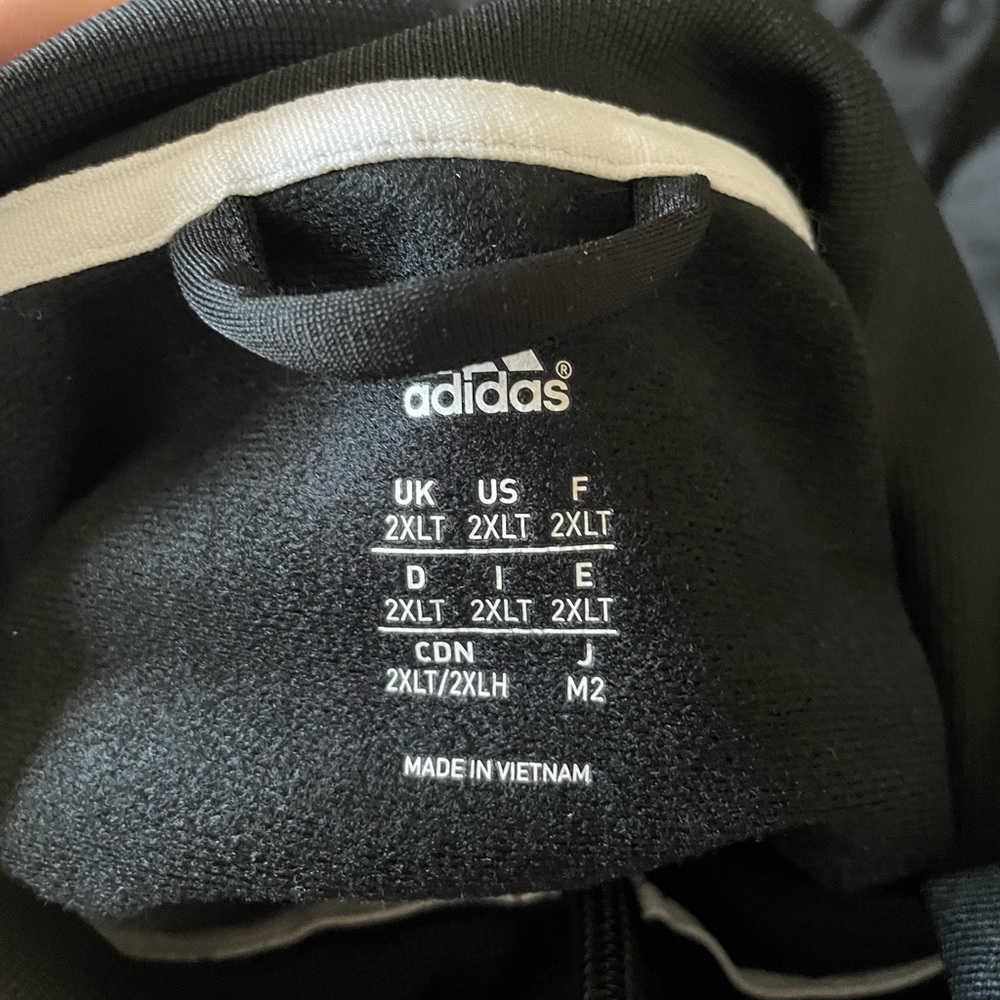 adidas®
UK US F
2XLT 2XLT 2XLT
D I E
2XLT 2XLT 2XLT
CDN J
2XLT/2XLH M2
MADE IN VIETNAM